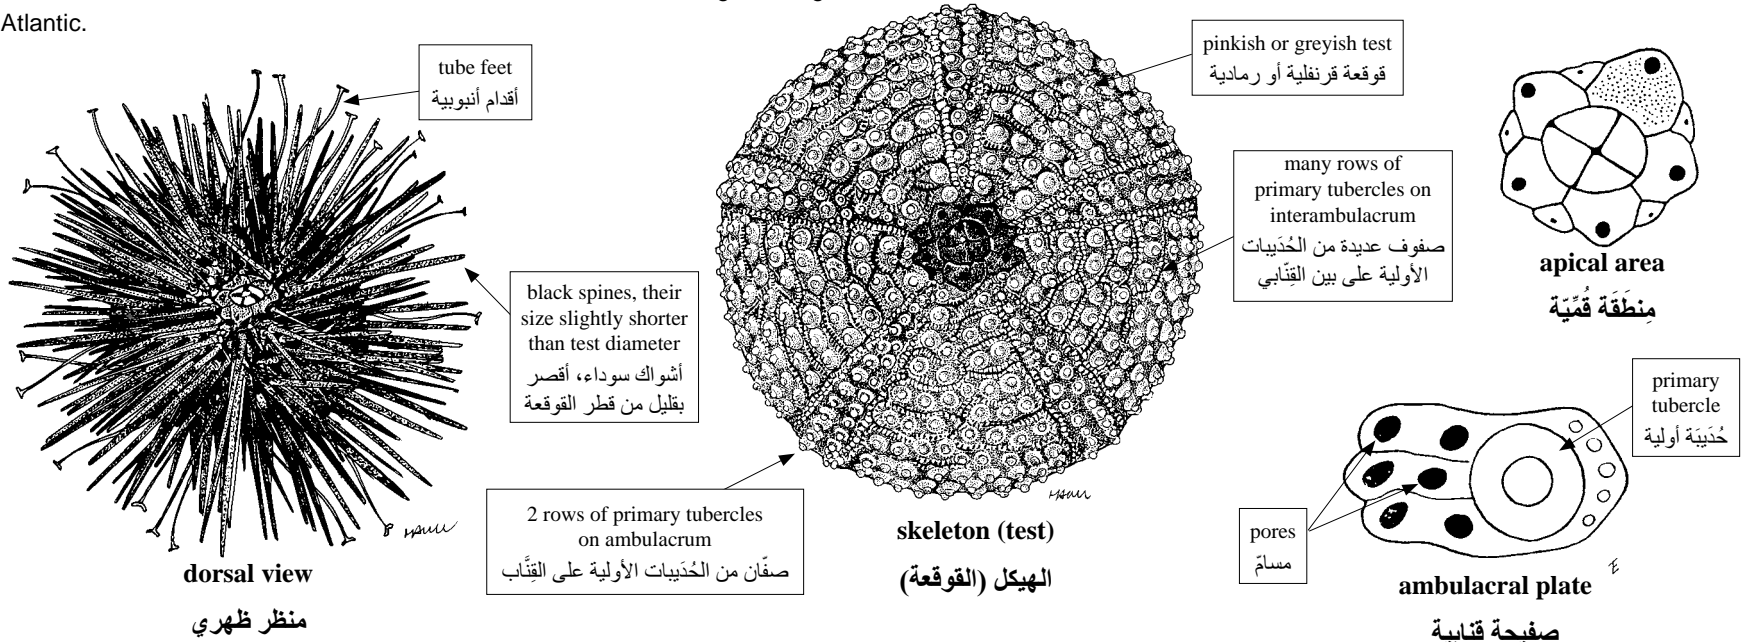 Atlantic.
tube feet
أقدام أنبوبية
black spines, their
size slightly shorter
than test diameter
أشواك سوداء، أقصر
بقليل من قطر القوقعة
dorsal view
منظر ظهري
pinkish or greyish test
قوقعة قرنفلية أو رمادية
many rows of
primary tubercles on
interambulacrum
صفوف عديدة من الحُدَيبات
الأولية على بين القِنّابي
2 rows of primary tubercles
on ambulacrum
صفّان من الحُدَيبات الأولية على القِنَّاب
skeleton (test)
الهيكل (القوقعة)
apical area
مِنطَقَة قُمِّيّة
primary
tubercle
حُدَيبَة أولية
pores
مسامّ
ambulacral plate
صفيحة قنابية